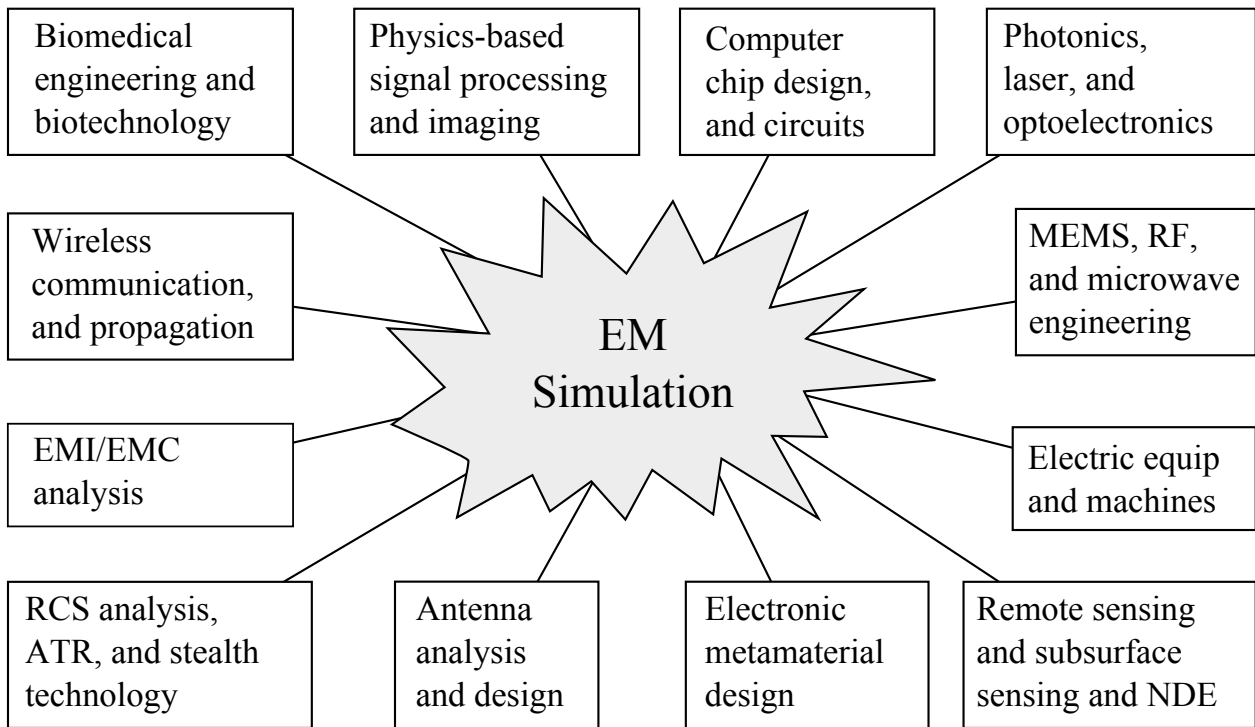 Biomedical
engineering and
biotechnology
Physics-based
signal processing
and imaging
Computer
chip design,
and circuits
Photonics,
laser, and
optoelectronics
Wireless
communication,
and propagation
MEMS, RF,
and microwave
engineering
EM
Simulation
EMI/EMC
analysis
Electric equip
and machines
RCS analysis,
ATR, and stealth
technology
Antenna
analysis
and design
Electronic
metamaterial
design
Remote sensing
and subsurface
sensing and NDE